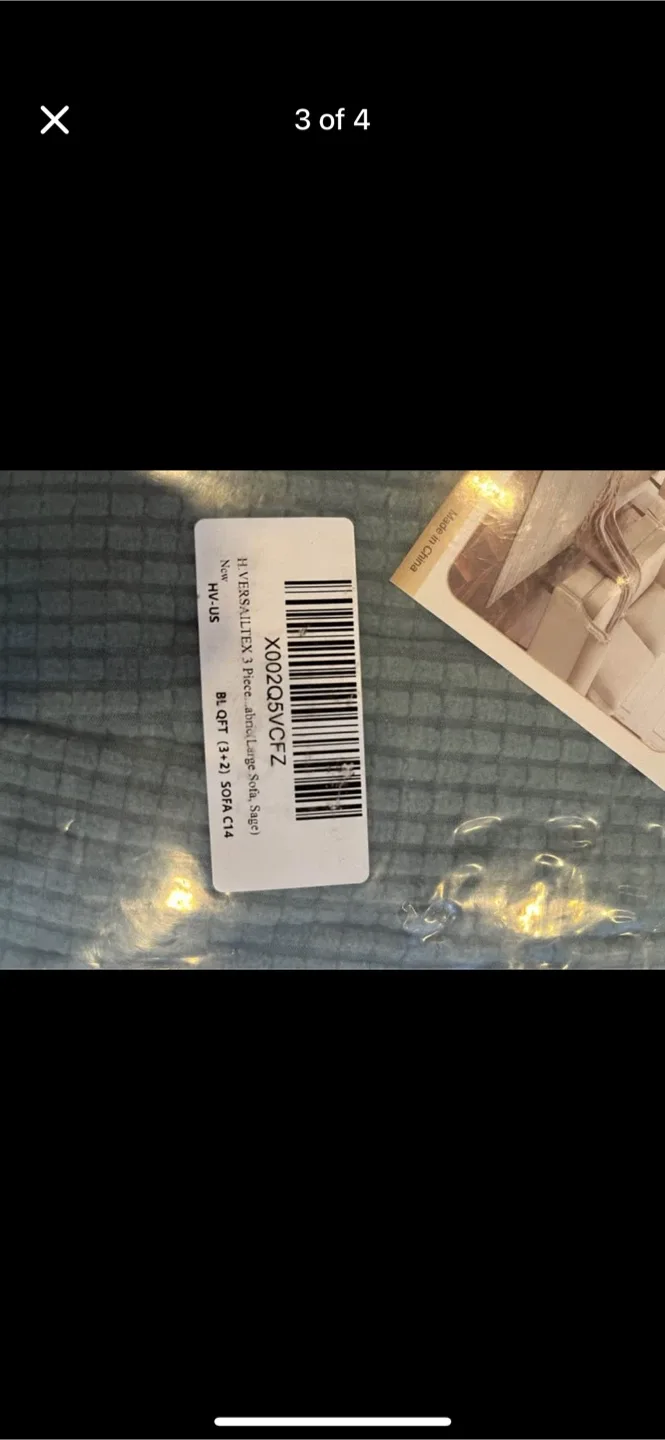 3 of 4
X002Q5VCFZ
H.VERSAILTEX 3 Piece...abric(Large Sofa, Sage)
New
HV-US
BL QFT (3+2) SOFA C14
Made in China